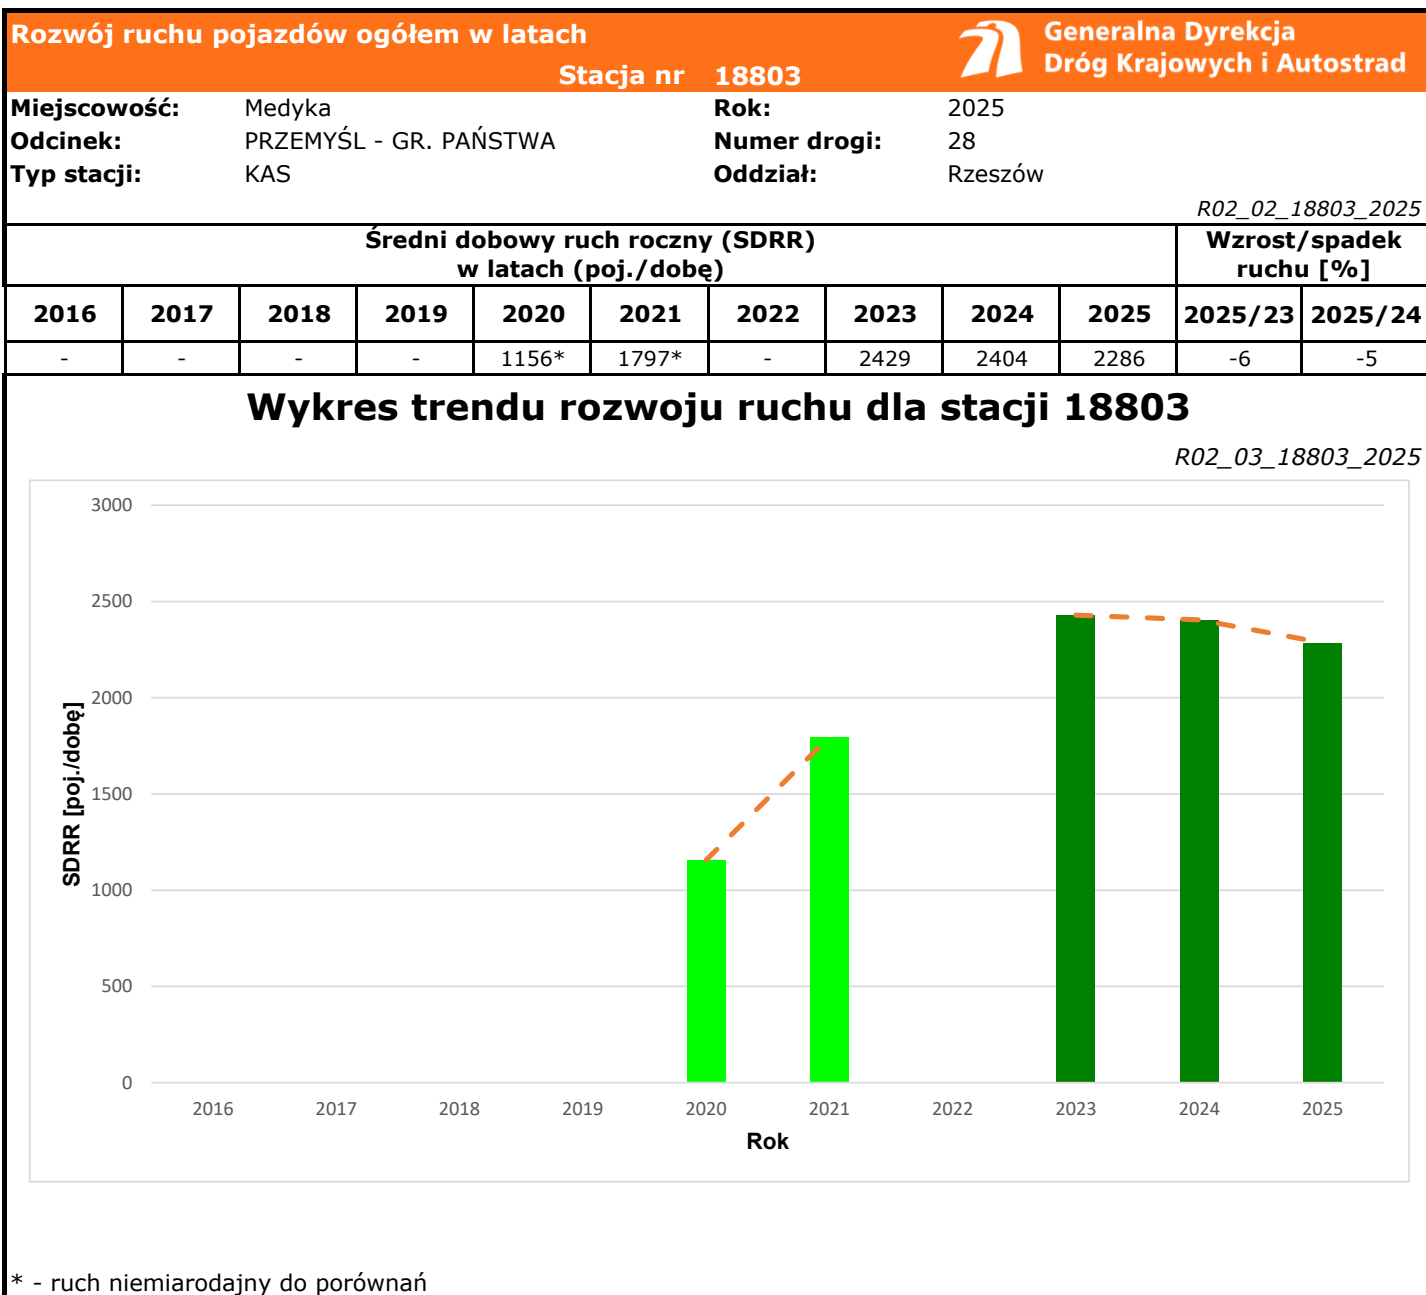 Rozwój ruchu pojazdów ogółem w latach
Stacja nr 18803
Generalna Dyrekcja
Dróg Krajowych i Autostrad
Miejscowość: Medyka Rok: 2025
Odcinek: PRZEMYŚL - GR. PAŃSTWA Numer drogi: 28
Typ stacji: KAS Oddział: Rzeszów
R02_02_18803_2025
Średni dobowy ruch roczny (SDRR)
w latach (poj./dobę)
Wzrost/spadek
ruchu [%]
2016 2017 2018 2019 2020 2021 2022 2023 2024 2025 2025/23 2025/24
- - - - 1156* 1797* - 2429 2404 2286 -6 -5
Wykres trendu rozwoju ruchu dla stacji 18803
R02_03_18803_2025
3000
2500
2000
1500
1000
500
0
SDRR [poj./dobę]
2016 2017 2018 2019 2020 2021 2022 2023 2024 2025
Rok
* - ruch niemiarodajny do porównań